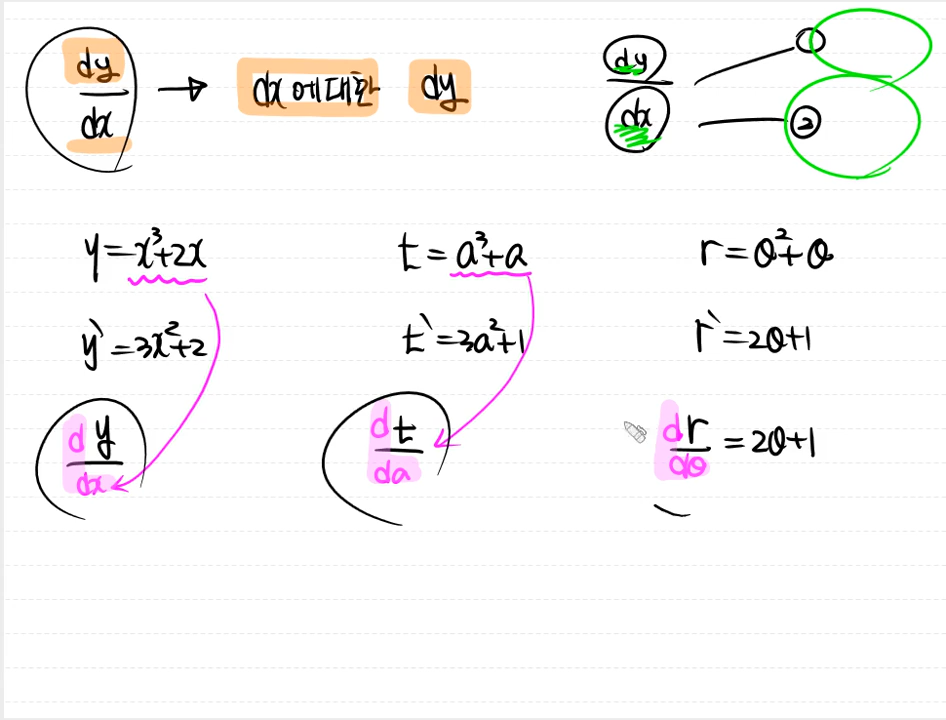 dy/dx → dx에대한 dy
dy/dx ②
y=x³+2x t=a³+a r=θ²+θ
y`=3x²+2 t`=3a²+1 r`=2θ+1
dy/dx dt/da dr/dθ=2θ+1